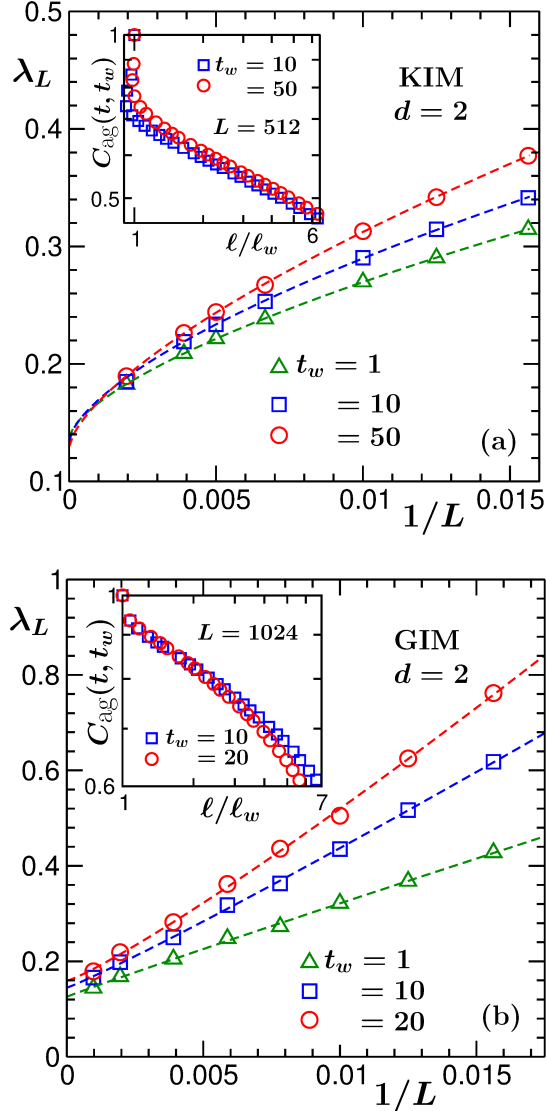 0.5
λ_L
0.4
0.3
0.2
0.1
C_ag(t, t_w)
0.5
1
t_w = 10
= 50
L = 512
1
ℓ/ℓ_w
6
KIM
d = 2
t_w = 1
= 10
= 50
(a)
0
0.005
0.01
0.015
1/L
1
λ_L
0.8
0.6
0.4
0.2
0
C_ag(t, t_w)
1
0.6
L = 1024
t_w = 10
= 20
1
ℓ/ℓ_w
7
GIM
d = 2
t_w = 1
= 10
= 20
(b)
0
0.005
0.01
0.015
1/L